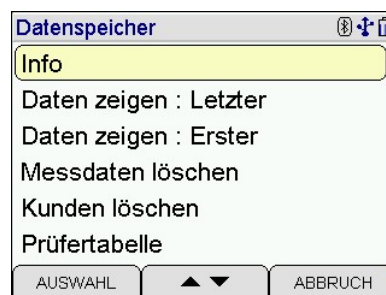 Datenspeicher
Info
Daten zeigen : Letzter
Daten zeigen : Erster
Messdaten löschen
Kunden löschen
Prüfertabelle
AUSWAHL ▲ ▼ ABBRUCH